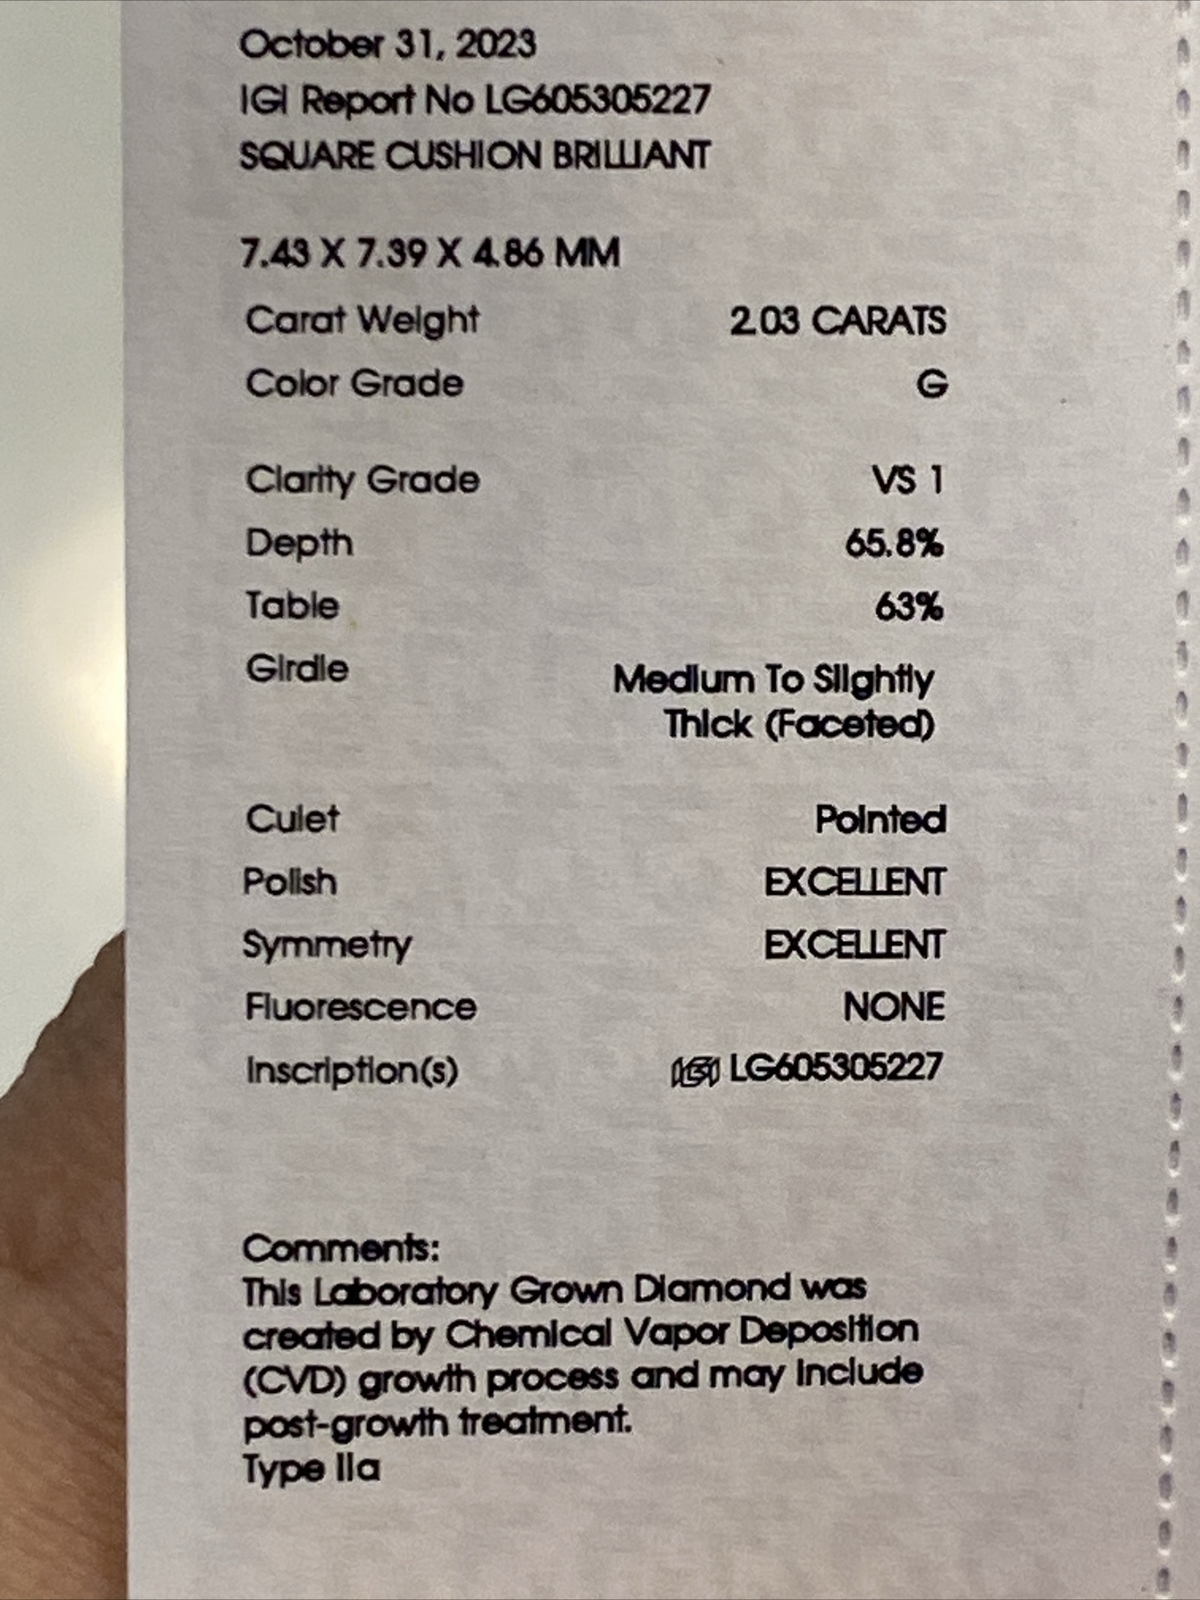 October 31, 2023
IGI Report No LG605305227
SQUARE CUSHION BRILLIANT
7.43 X 7.39 X 4.86 MM
Carat Weight 2.03 CARATS
Color Grade G
Clarity Grade VS 1
Depth 65.8%
Table 63%
Girdle Medium To Slightly
Thick (Faceted)
Culet Pointed
Polish EXCELLENT
Symmetry EXCELLENT
Fluorescence NONE
Inscription(s) IGI LG605305227
Comments:
This Laboratory Grown Diamond was
created by Chemical Vapor Deposition
(CVD) growth process and may include
post-growth treatment.
Type IIa